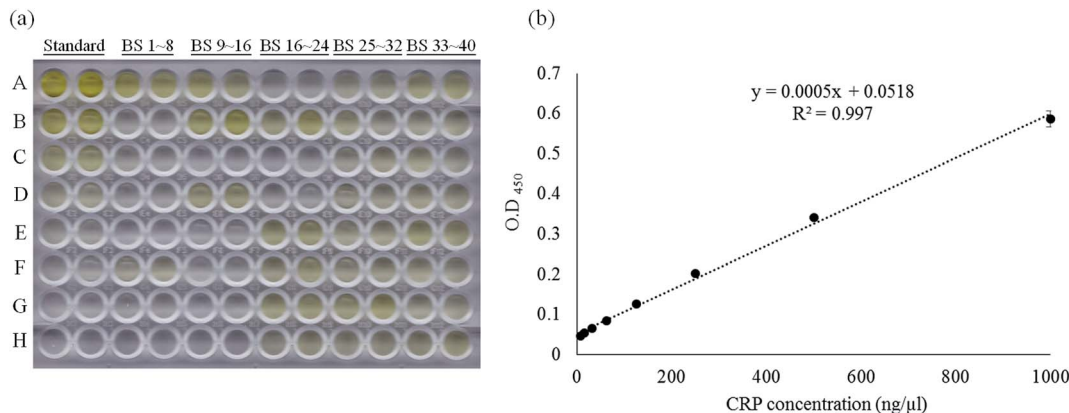 (a)
Standard BS 1~8 BS 9~16 BS 16~24 BS 25~32 BS 33~40
A
B
C
D
E
F
G
H
(b)
y = 0.0005x + 0.0518
R² = 0.997
O.D 450
0.7
0.6
0.5
0.4
0.3
0.2
0.1
0
0 200 400 600 800 1000
CRP concentration (ng/µl)